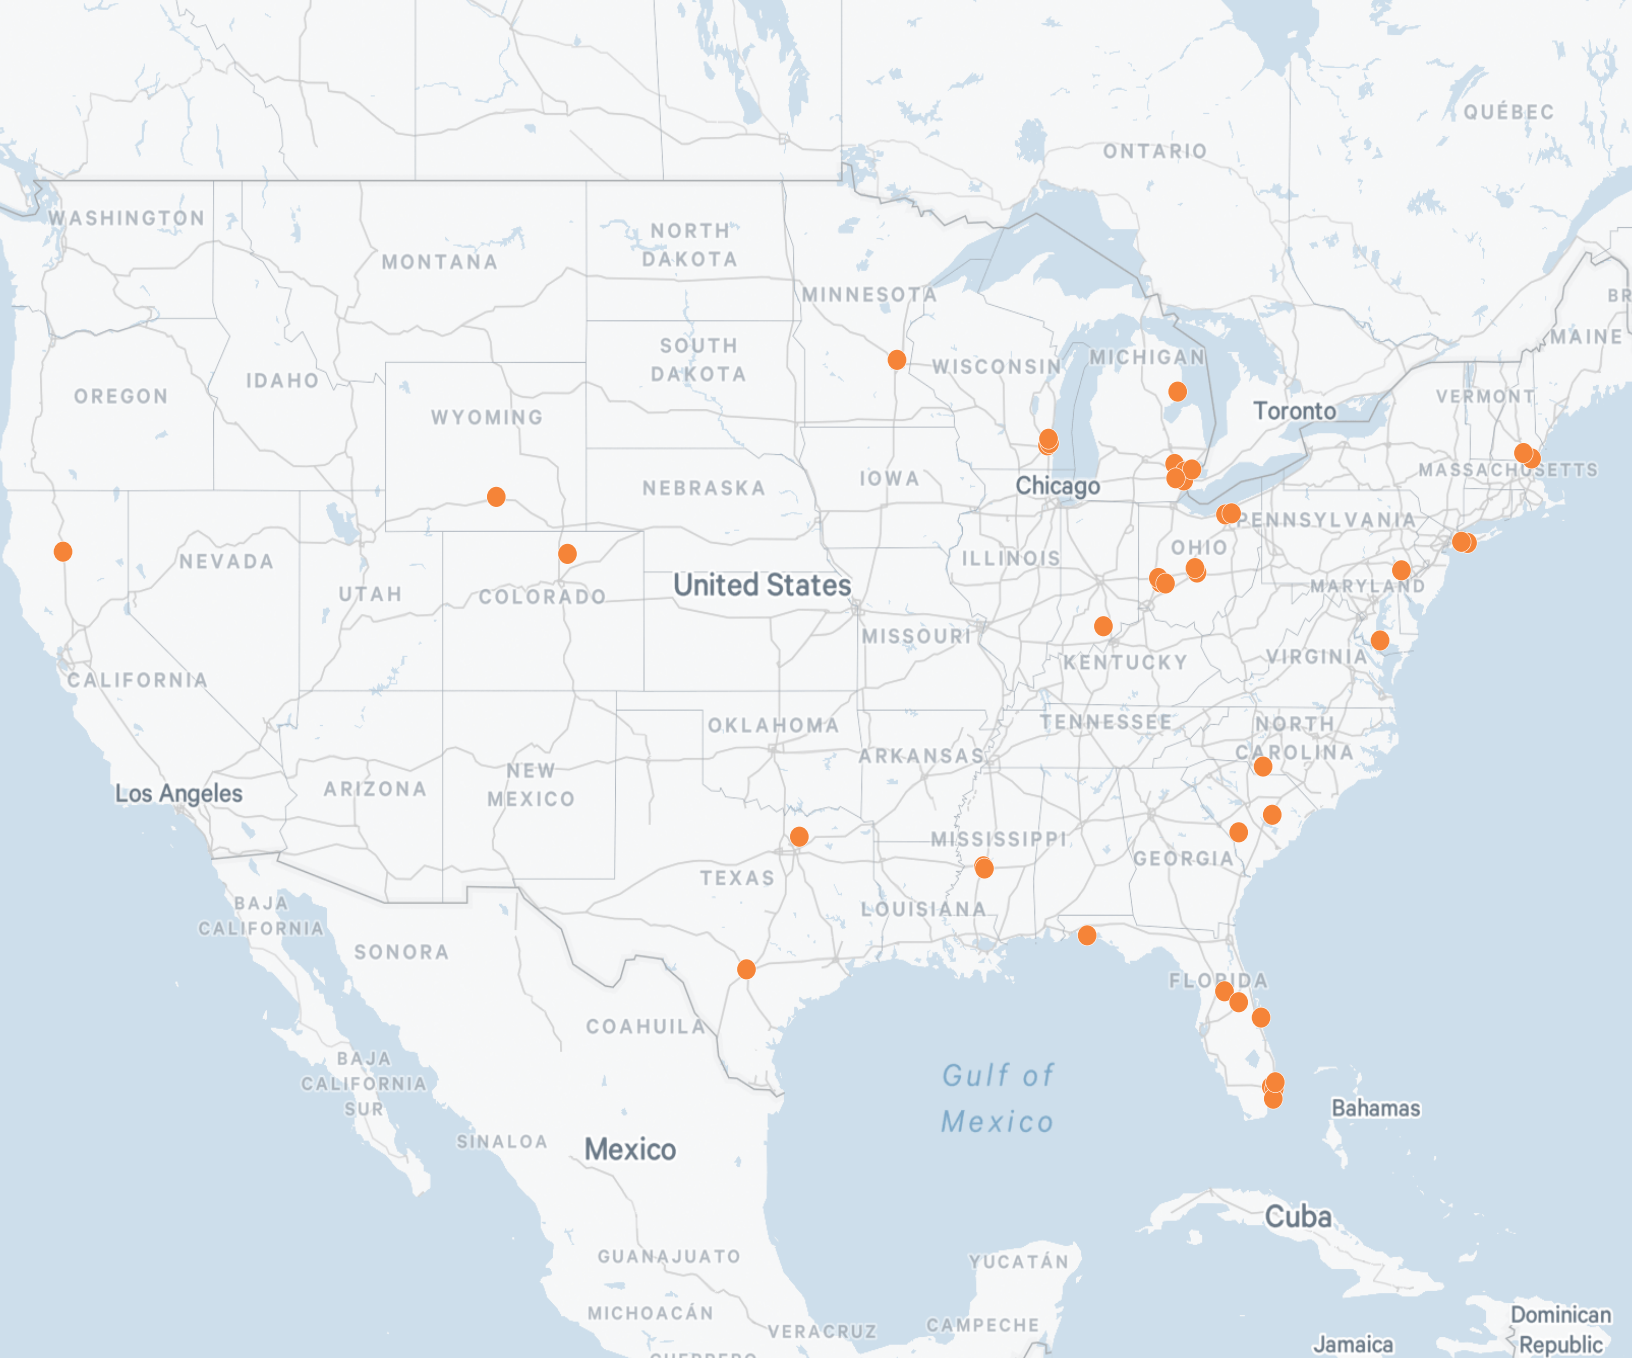 QUÉBEC
ONTARIO
WASHINGTON
NORTH
DAKOTA
MONTANA
MINNESOTA
BR
MAINE
SOUTH
DAKOTA
WISCONSIN
MICHIGAN
OREGON
IDAHO
WYOMING
Toronto
VERMONT
MASSACHUSETTS
NEBRASKA
IOWA
Chicago
PENNSYLVANIA
NEVADA
ILLINOIS
OHIO
UTAH
COLORADO
United States
MARYLAND
MISSOURI
KENTUCKY
VIRGINIA
CALIFORNIA
OKLAHOMA
TENNESSEE
NORTH
CAROLINA
ARKANSAS
Los Angeles
ARIZONA
NEW
MEXICO
MISSISSIPPI
GEORGIA
TEXAS
LOUISIANA
BAJA
CALIFORNIA
SONORA
FLORIDA
COAHUILA
BAJA
CALIFORNIA
SUR
Gulf of
Mexico
Bahamas
SINALOA
Mexico
Cuba
GUANAJUATO
YUCATÁN
MICHOACÁN
VERACRUZ
CAMPECHE
Dominican
Republic
Jamaica
GUERRERO